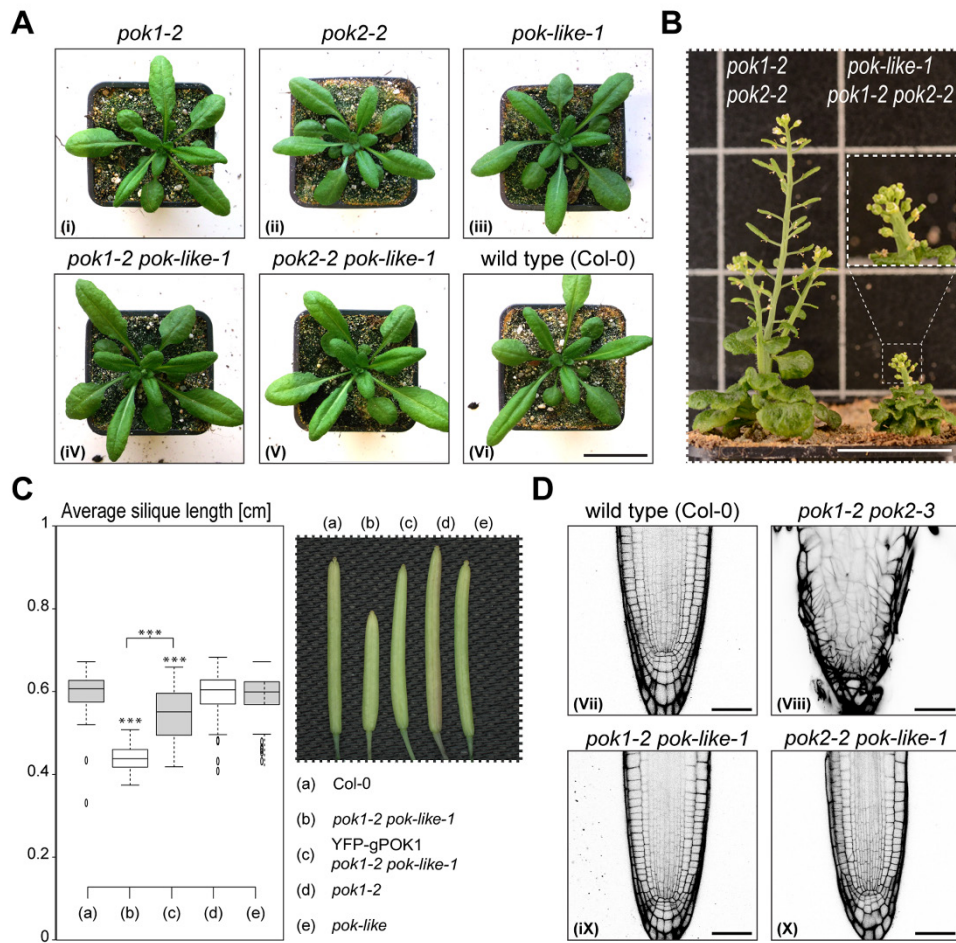 A
pok1-2
pok2-2
pok-like-1
(i)
(ii)
(iii)
pok1-2 pok-like-1
pok2-2 pok-like-1
wild type (Col-0)
(iV)
(V)
(Vi)
B
pok1-2
pok2-2
pok-like-1
pok1-2 pok2-2
C
Average silique length [cm]
1
0.8
0.6
0.4
0.2
0
***
***
***
(a)
(b)
(c)
(d)
(e)
(a)
(b)
(c)
(d)
(e)
(a) Col-0
(b) pok1-2 pok-like-1
(c) YFP-gPOK1
pok1-2 pok-like-1
(d) pok1-2
(e) pok-like
D
wild type (Col-0)
pok1-2 pok2-3
(Vii)
(Viii)
pok1-2 pok-like-1
pok2-2 pok-like-1
(iX)
(X)